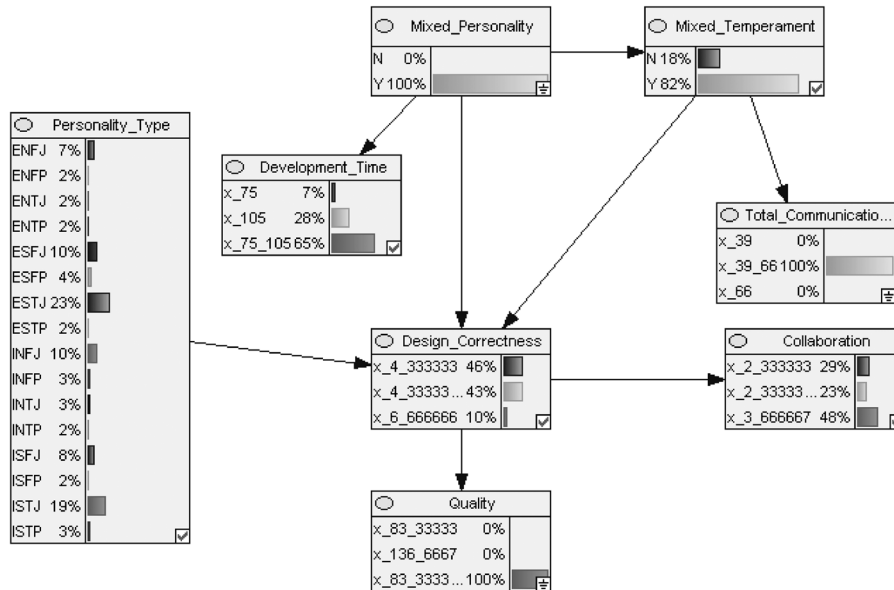 Mixed_Personality
N 0%
Y 100%
Mixed_Temperament
N 18%
Y 82%
Personality_Type
ENFJ 7%
ENFP 2%
ENTJ 2%
ENTP 2%
ESFJ 10%
ESFP 4%
ESTJ 23%
ESTP 2%
INFJ 10%
INFP 3%
INTJ 3%
INTP 2%
ISFJ 8%
ISFP 2%
ISTJ 19%
ISTP 3%
Development_Time
x_75 7%
x_105 28%
x_75_105 65%
Total_Communicatio...
x_39 0%
x_39_66 100%
x_66 0%
Design_Correctness
x_4_333333 46%
x_4_33333... 43%
x_6_666666 10%
Collaboration
x_2_333333 29%
x_2_33333... 23%
x_3_666667 48%
Quality
x_83_33333 0%
x_136_6667 0%
x_83_3333... 100%